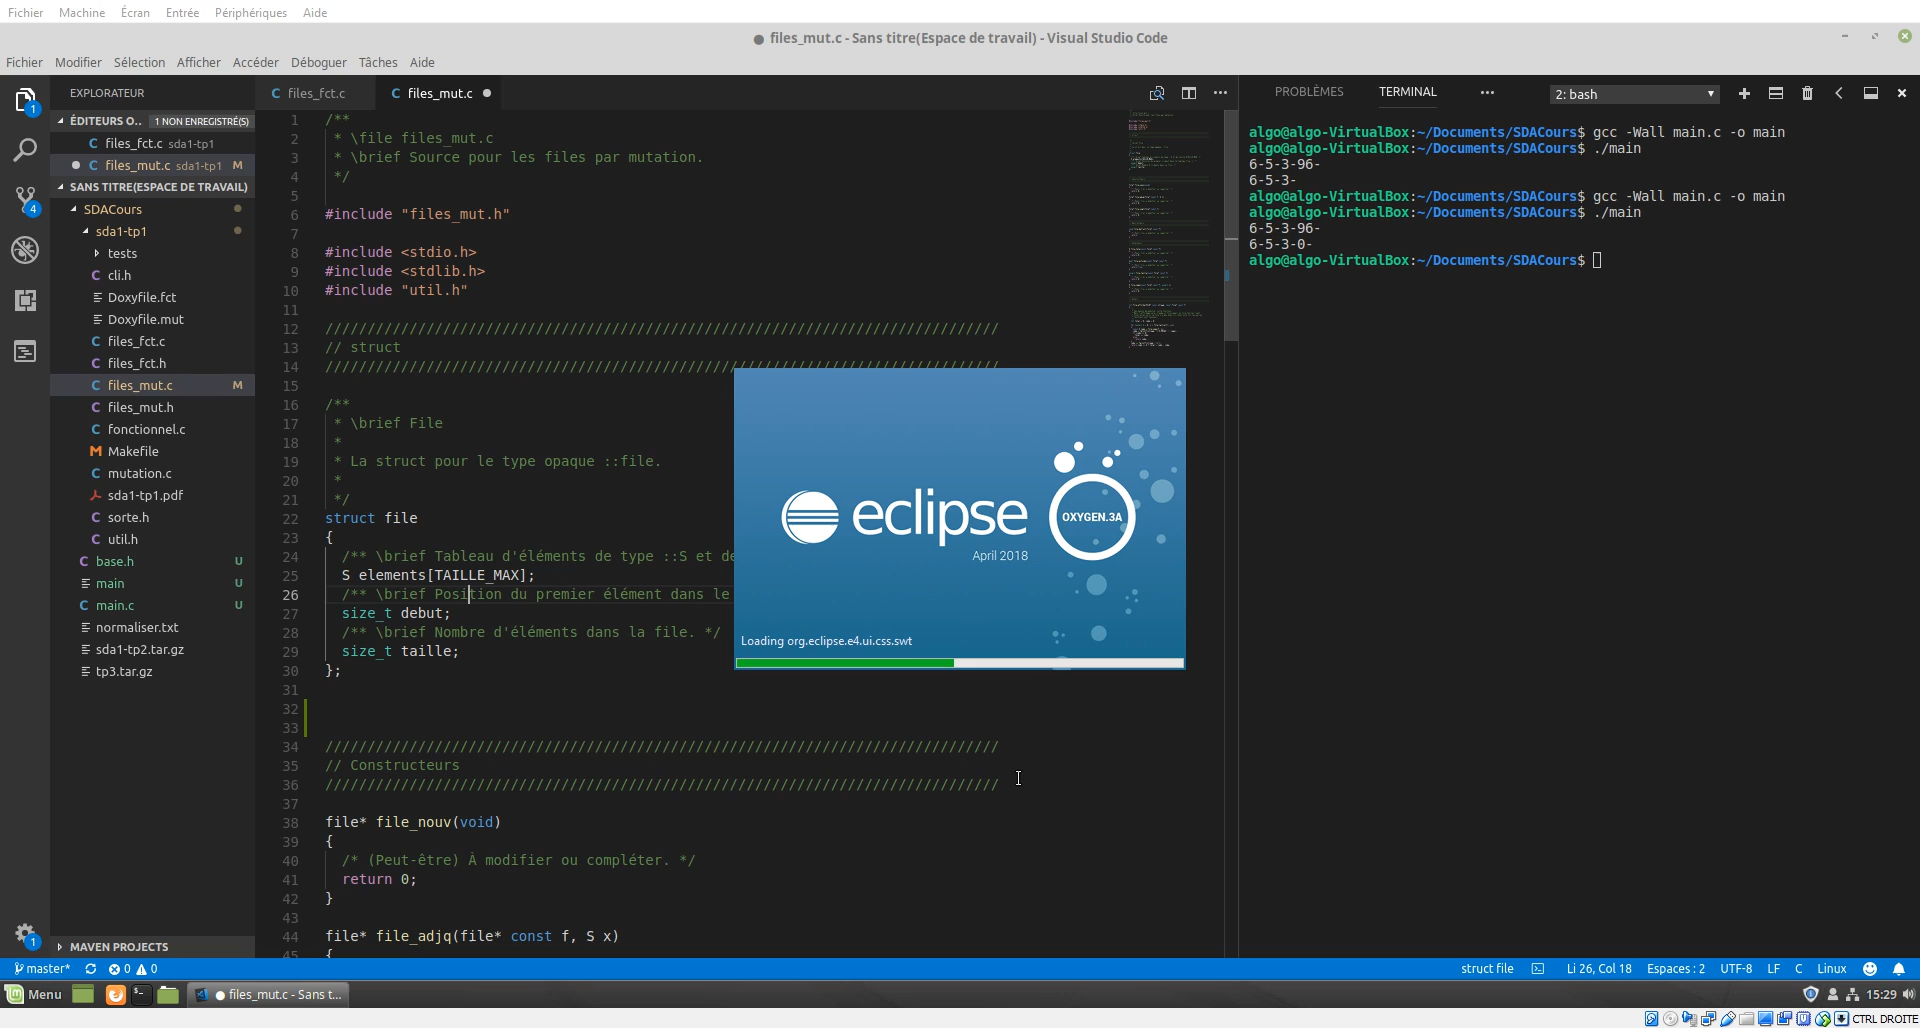 Fichier Machine Écran Entrée Périphériques Aide
files_mut.c - Sans titre(Espace de travail) - Visual Studio Code
Fichier Modifier Sélection Afficher Accéder Déboguer Tâches Aide
EXPLORATEUR
ÉDITEURS O.. 1 NON ENREGISTRÉ(S)
files_fct.c sda1-tp1
files_mut.c sda1-tp1 M
SANS TITRE(ESPACE DE TRAVAIL)
SDACours
sda1-tp1
tests
C cli.h
Doxyfile.fct
Doxyfile.mut
C files_fct.c
C files_fct.h
C files_mut.c M
C files_mut.h
C fonctionnel.c
M Makefile
C mutation.c
sda1-tp1.pdf
C sorte.h
C util.h
C base.h U
main U
C main.c U
normaliser.txt
sda1-tp2.tar.gz
tp3.tar.gz
MAVEN PROJECTS
1
4
1
C files_fct.c
C files_mut.c
1 /**
2 * \file files_mut.c
3 * \brief Source pour les files par mutation.
4 */
5
6 #include "files_mut.h"
7
8 #include <stdio.h>
9 #include <stdlib.h>
10 #include "util.h"
11
12 ////////////////////////////////////////////////////////////////////////////////
13 // struct
14 ////////////////////////////////////////////////////////////////////////////////
15
16 /**
17 * \brief File
18 *
19 * La struct pour le type opaque ::file.
20 *
21 */
22 struct file
23 {
24 /** \brief Tableau d'éléments de type ::S et de
25 S elements[TAILLE_MAX];
26 /** \brief Position du premier élément dans le
27 size_t debut;
28 /** \brief Nombre d'éléments dans la file. */
29 size_t taille;
30 };
31
32
33
34 ////////////////////////////////////////////////////////////////////////////////
35 // Constructeurs
36 ////////////////////////////////////////////////////////////////////////////////
37
38 file* file_nouv(void)
39 {
40 /* (Peut-être) À modifier ou compléter. */
41 return 0;
42 }
43
44 file* file_adjq(file* const f, S x)
45 {
eclipse
OXYGEN.3A
April 2018
Loading org.eclipse.e4.ui.css.swt
PROBLÈMES TERMINAL ••• 2: bash
algo@algo-VirtualBox:~/Documents/SDACours$ gcc -Wall main.c -o main
algo@algo-VirtualBox:~/Documents/SDACours$ ./main
6-5-3-96-
6-5-3-
algo@algo-VirtualBox:~/Documents/SDACours$ gcc -Wall main.c -o main
algo@algo-VirtualBox:~/Documents/SDACours$ ./main
6-5-3-96-
6-5-3-0-
algo@algo-VirtualBox:~/Documents/SDACours$
master* 0 0 struct file Li 26, Col 18 Espaces : 2 UTF-8 LF C Linux
Menu files_mut.c - Sans t... 15:29
CTRL DROITE